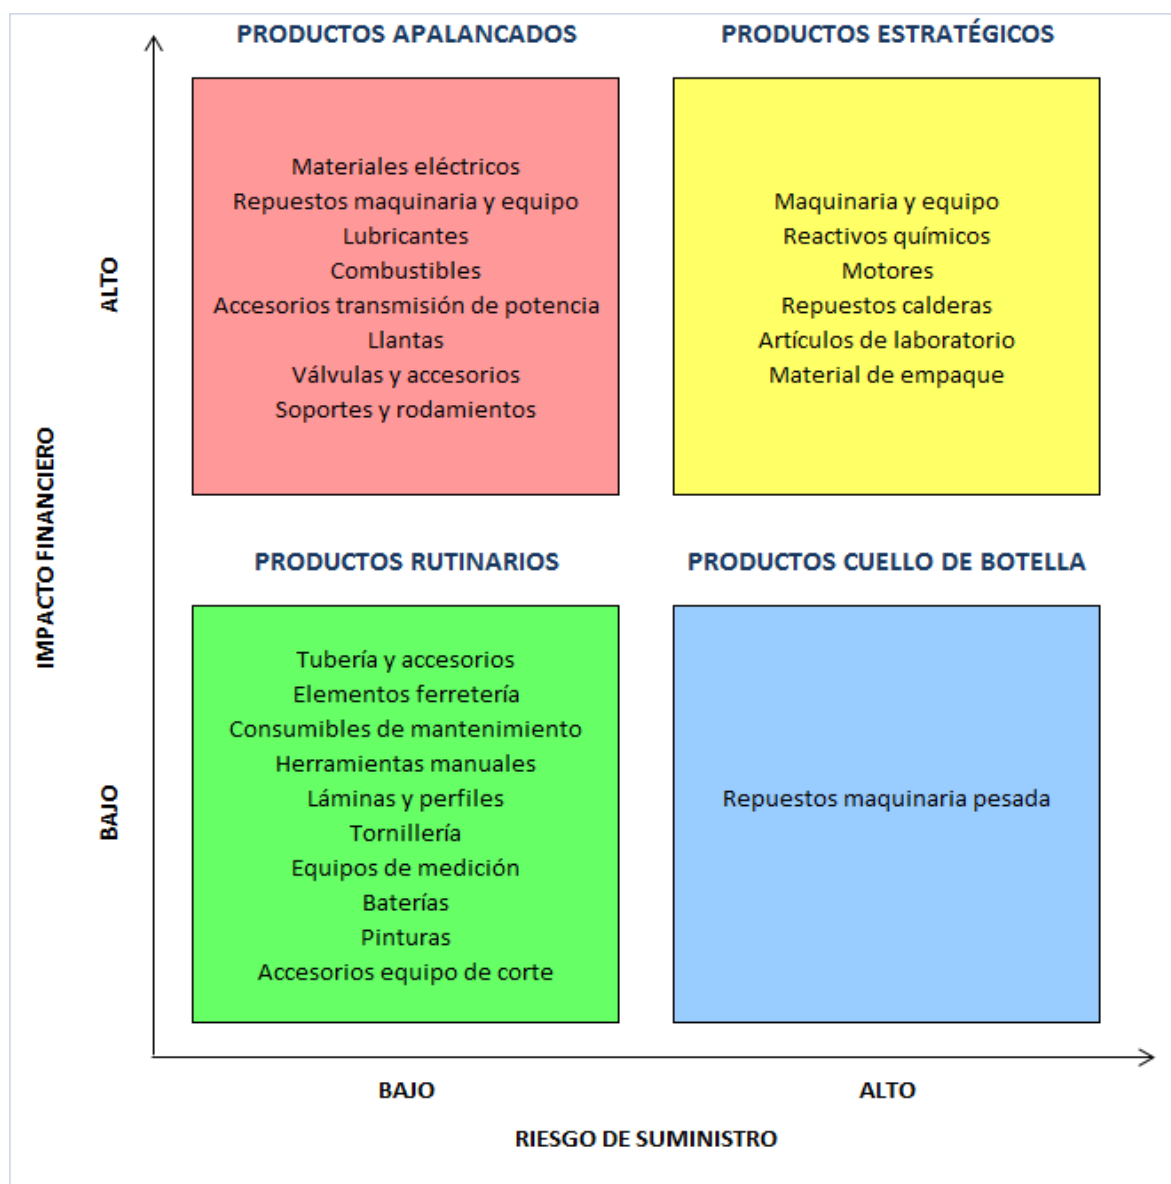 PRODUCTOS APALANCADOS
Materiales eléctricos
Repuestos maquinaria y equipo
Lubricantes
Combustibles
Accesorios transmisión de potencia
Llantas
Válvulas y accesorios
Soportes y rodamientos
PRODUCTOS ESTRATÉGICOS
Maquinaria y equipo
Reactivos químicos
Motores
Repuestos calderas
Artículos de laboratorio
Material de empaque
ALTO
IMPACTO FINANCIERO
BAJO
PRODUCTOS RUTINARIOS
Tubería y accesorios
Elementos ferretería
Consumibles de mantenimiento
Herramientas manuales
Láminas y perfiles
Tornillería
Equipos de medición
Baterías
Pinturas
Accesorios equipo de corte
PRODUCTOS CUELLO DE BOTELLA
Repuestos maquinaria pesada
BAJO
ALTO
RIESGO DE SUMINISTRO